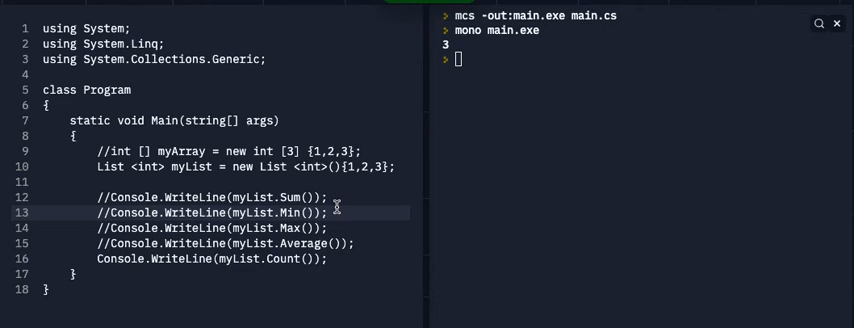 1 using System;
2 using System.Linq;
3 using System.Collections.Generic;
4
5 class Program
6 {
7 static void Main(string[] args)
8 {
9 //int [] myArray = new int [3] {1,2,3};
10 List <int> myList = new List <int>(){1,2,3};
11
12 //Console.WriteLine(myList.Sum());
13 //Console.WriteLine(myList.Min());
14 //Console.WriteLine(myList.Max());
15 //Console.WriteLine(myList.Average());
16 Console.WriteLine(myList.Count());
17 }
18 }
> mcs -out:main.exe main.cs
> mono main.exe
3
>